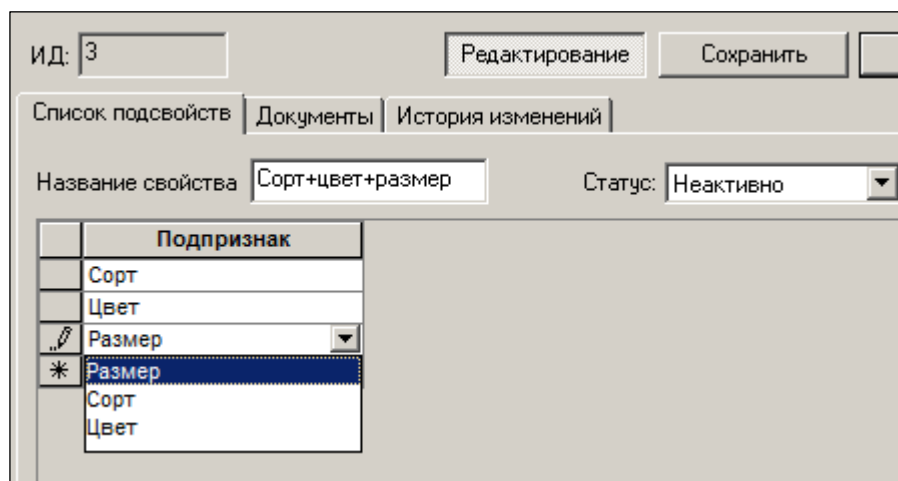 ИД: 3 Редактирование Сохранить
Список подсвойств Документы История изменений
Название свойства Сорт+цвет+размер Статус: Неактивно
Подпризнак
Сорт
Цвет
Размер
Размер
Сорт
Цвет